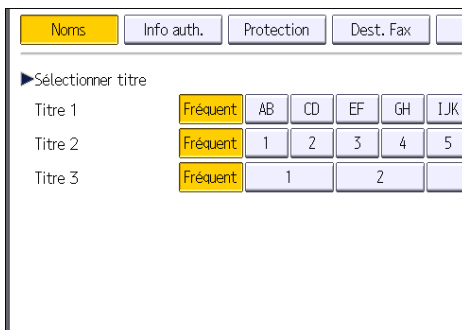 Noms Info auth. Protection Dest. Fax
▶Sélectionner titre
Titre 1 Fréquent AB CD EF GH IJK
Titre 2 Fréquent 1 2 3 4 5
Titre 3 Fréquent 1 2